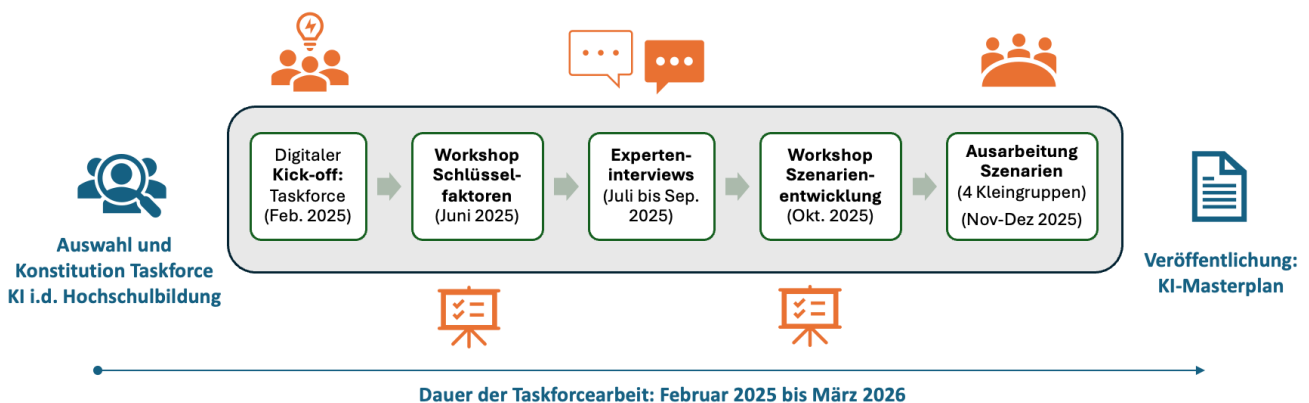 Auswahl und
Konstitution Taskforce
KI i.d. Hochschulbildung
Digitaler
Kick-off:
Taskforce
(Feb. 2025)
Workshop
Schlüssel-
faktoren
(Juni 2025)
Experten-
interviews
(Juli bis Sep.
2025)
Workshop
Szenarien-
entwicklung
(Okt. 2025)
Ausarbeitung
Szenarien
(4 Kleingruppen)
(Nov-Dez 2025)
Veröffentlichung:
KI-Masterplan
Dauer der Taskforcearbeit: Februar 2025 bis März 2026